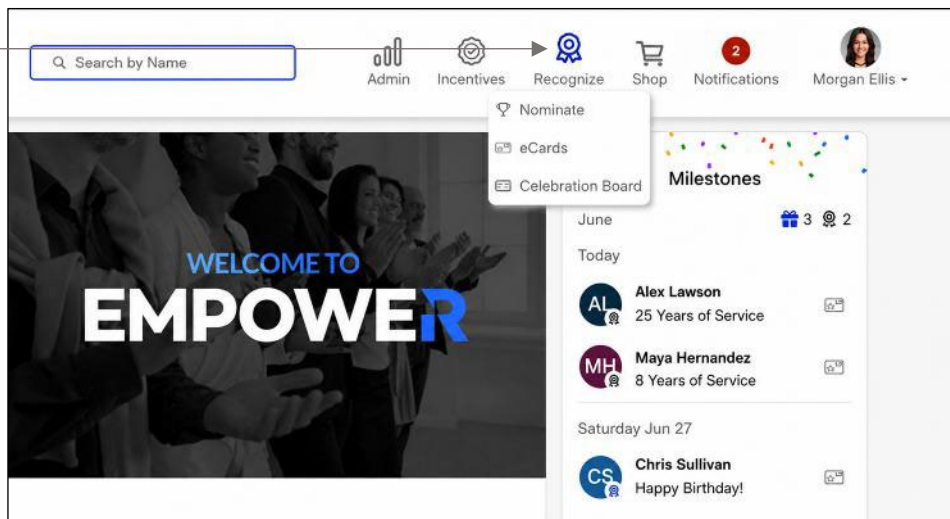 Search by Name
Admin
Incentives
Recognize
Shop
2
Notifications
Morgan Ellis
Nominate
eCards
Celebration Board
WELCOME TO
EMPOWER
Milestones
June
3
2
Today
AL
Alex Lawson
25 Years of Service
MH
Maya Hernandez
8 Years of Service
Saturday Jun 27
CS
Chris Sullivan
Happy Birthday!